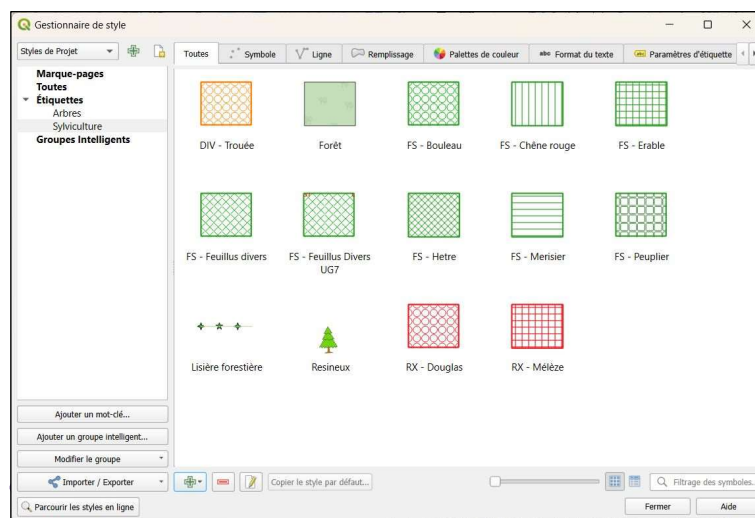 Gestionnaire de style
Styles de Projet
Toutes
Symbole
Ligne
Remplissage
Palettes de couleur
abc Format du texte
abc Paramètres d'étiquette
Marque-pages
Toutes
Étiquettes
Arbres
Sylviculture
Groupes Intelligents
DIV - Trouée
Forêt
FS - Bouleau
FS - Chêne rouge
FS - Erable
FS - Feuillus divers
FS - Feuillus Divers
UG7
FS - Hetre
FS - Merisier
FS - Peuplier
Lisière forestière
Resineux
RX - Douglas
RX - Mélèze
Ajouter un mot-clé...
Ajouter un groupe intelligent...
Modifier le groupe
Importer / Exporter
Copier le style par défaut...
Filtrage des symboles.
Parcourir les styles en ligne
Fermer
Aide